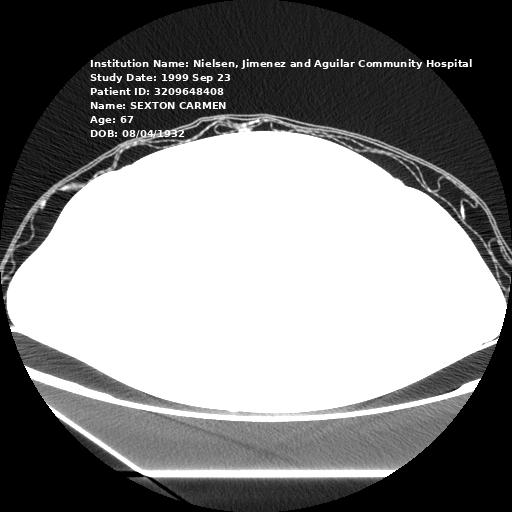 Institution Name: Nielsen, Jimenez and Aguilar Community Hospital
Study Date: 1999 Sep 23
Patient ID: 3209648408
Name: SEXTON CARMEN
Age: 67
DOB: 08/04/1932